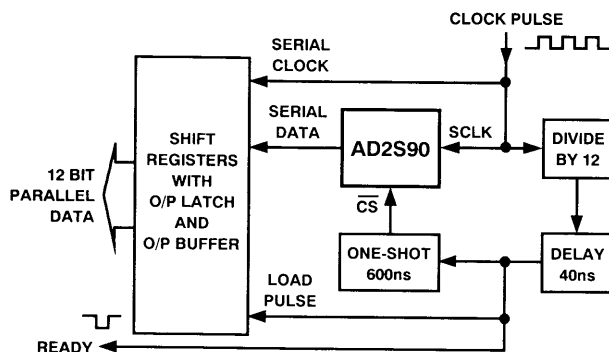 CLOCK PULSE
SERIAL
CLOCK
SERIAL
DATA
SHIFT
REGISTERS
WITH
O/P LATCH
AND
O/P BUFFER
AD2S90
SCLK
DIVIDE
BY 12
12 BIT
PARALLEL
DATA
CS
ONE-SHOT
600ns
DELAY
40ns
LOAD
PULSE
READY